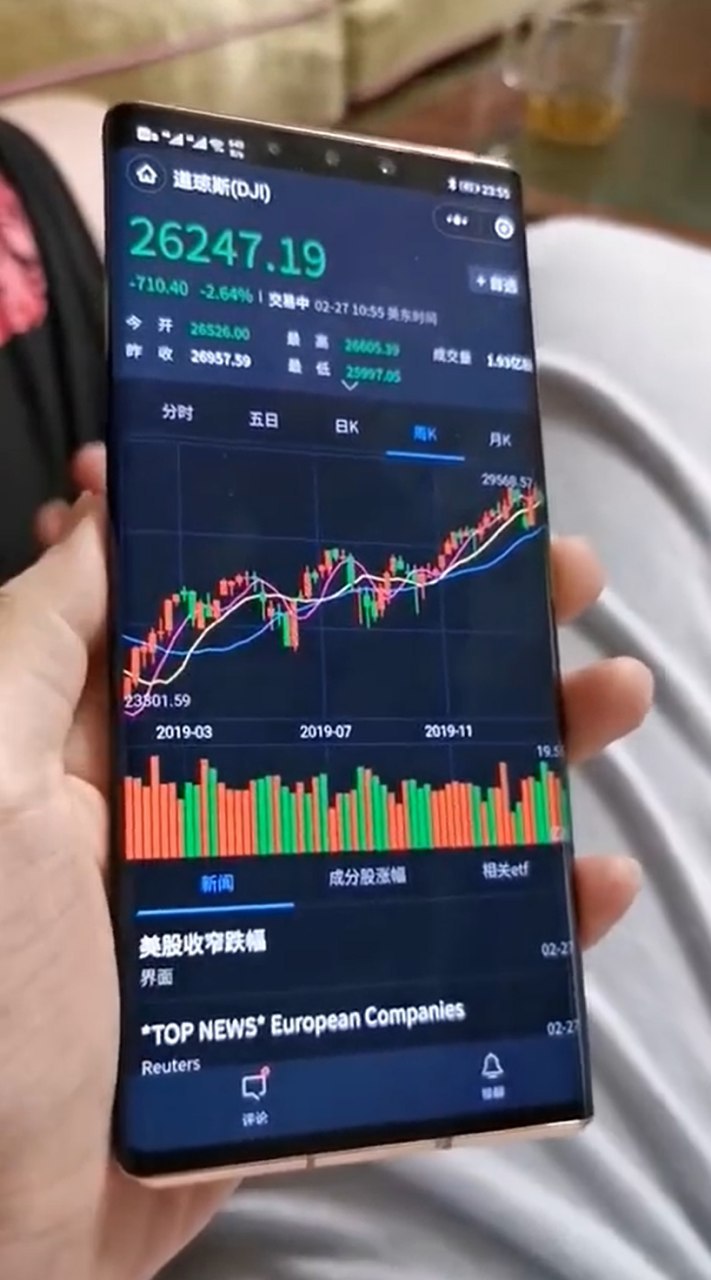 23:55
道琼斯(DJI)
26247.19
+自选
-710.40 -2.64% 交易中 02-27 10:55 美东时间
今 开 26526.00 最 高 26605.39 成交量 1.93亿股
昨 收 26957.59 最 低 25997.05
分时 五日 日K 周K 月K
29568.57
23301.59
2019-03 2019-07 2019-11
新闻 成分股涨幅 相关etf
美股收窄跌幅
界面
02-27
*TOP NEWS* European Companies
Reuters
02-27
评论 提醒